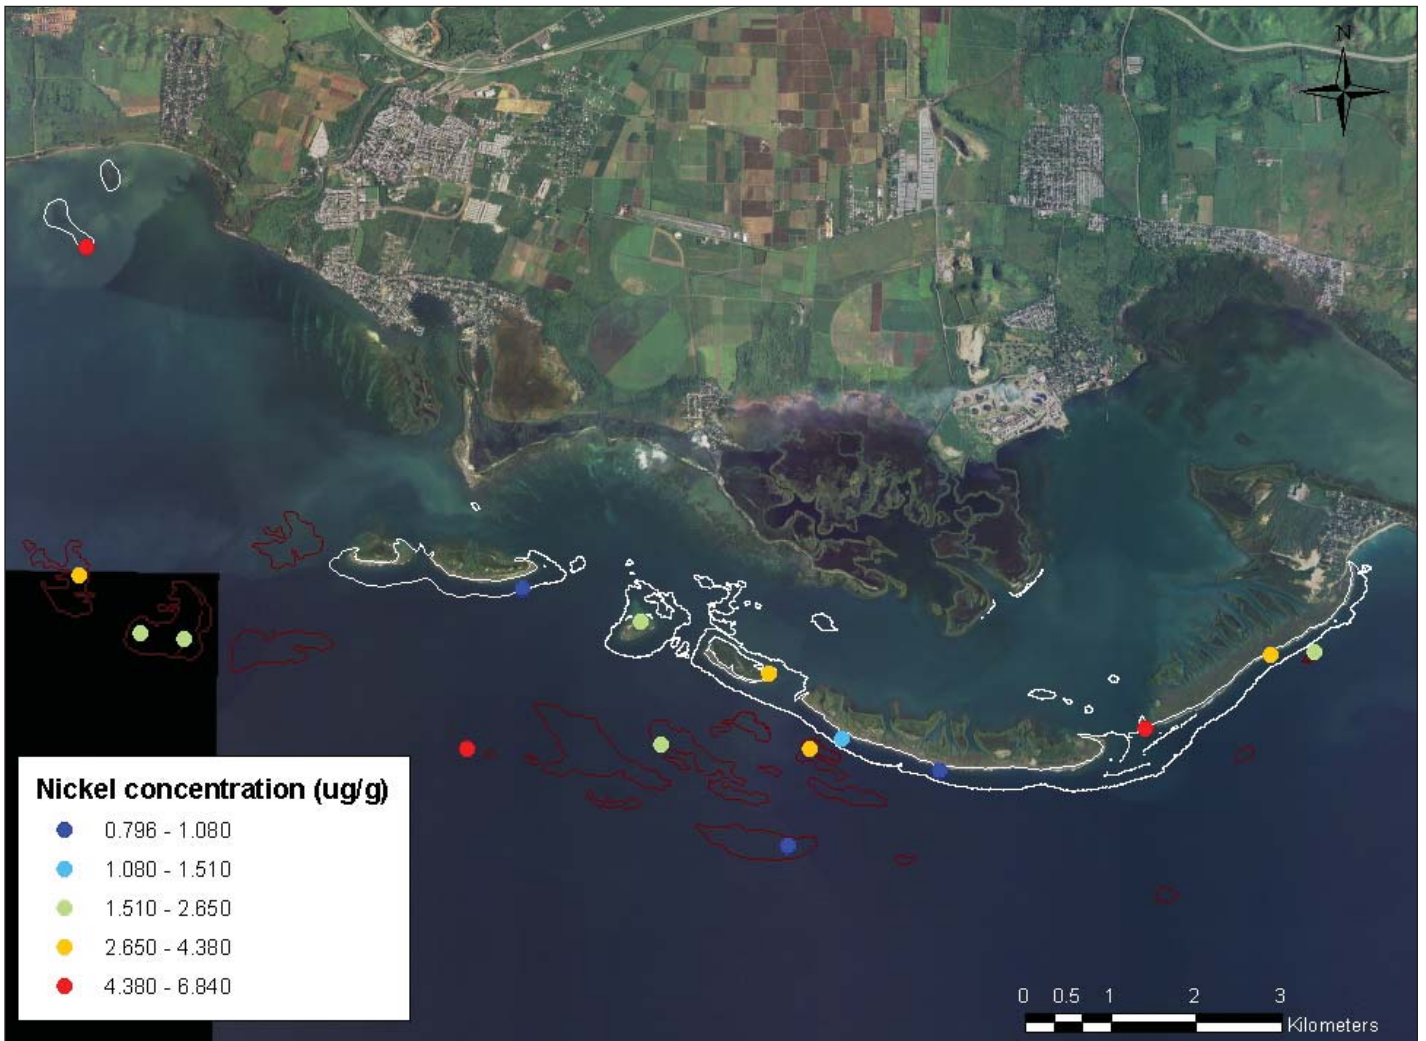 N
Nickel concentration (ug/g)
0.796 - 1.080
1.080 - 1.510
1.510 - 2.650
2.650 - 4.380
4.380 - 6.840
0 0.5 1 2 3
Kilometers